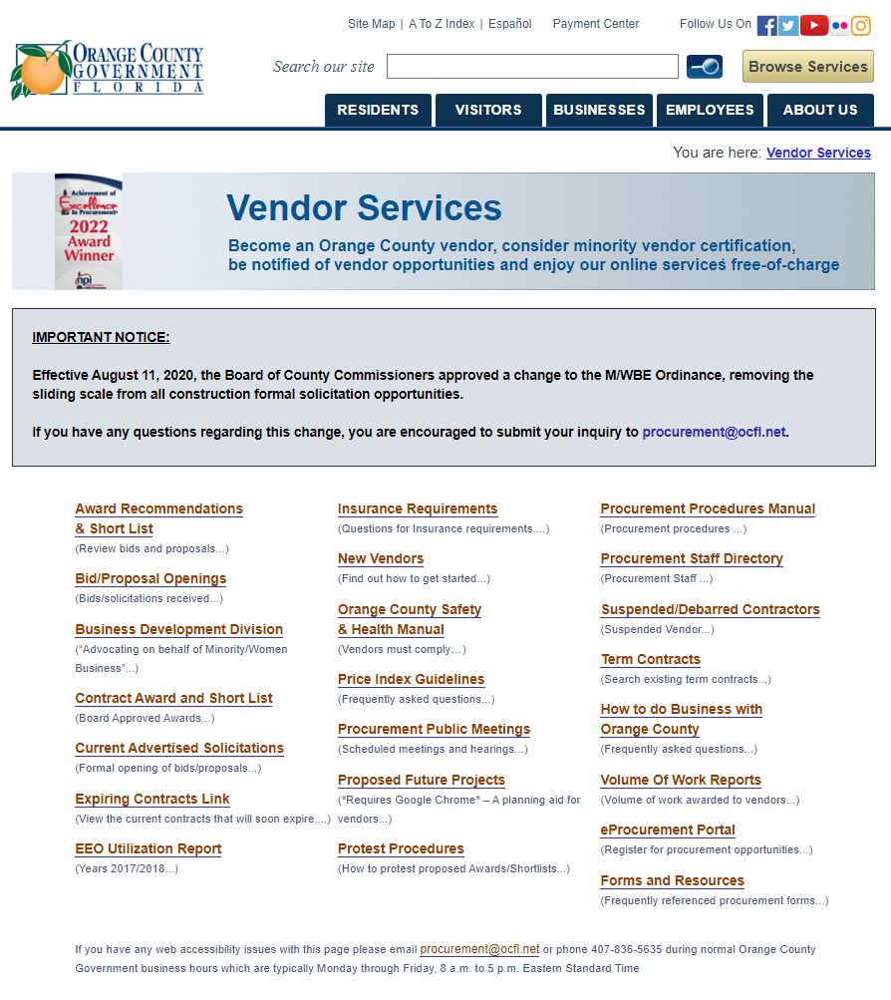 Site Map | A To Z Index | Español Payment Center Follow Us On
ORANGE COUNTY
GOVERNMENT
FLORIDA
Search our site
Browse Services
RESIDENTS VISITORS BUSINESSES EMPLOYEES ABOUT US
You are here: Vendor Services
Achievement of
Excellence
in Procurement
2022
Award
Winner
npi
Vendor Services
Become an Orange County vendor, consider minority vendor certification,
be notified of vendor opportunities and enjoy our online services free-of-charge
IMPORTANT NOTICE:
Effective August 11, 2020, the Board of County Commissioners approved a change to the M/WBE Ordinance, removing the
sliding scale from all construction formal solicitation opportunities.
If you have any questions regarding this change, you are encouraged to submit your inquiry to procurement@ocfl.net.
Award Recommendations
& Short List
(Review bids and proposals...)
Bid/Proposal Openings
(Bids/solicitations received...)
Business Development Division
(“Advocating on behalf of Minority/Women
Business”...)
Contract Award and Short List
(Board Approved Awards...)
Current Advertised Solicitations
(Formal opening of bids/proposals...)
Expiring Contracts Link
(View the current contracts that will soon expire....)
EEO Utilization Report
(Years 2017/2018...)
Insurance Requirements
(Questions for Insurance requirements....)
New Vendors
(Find out how to get started...)
Orange County Safety
& Health Manual
(Vendors must comply...)
Price Index Guidelines
(Frequently asked questions...)
Procurement Public Meetings
(Scheduled meetings and hearings...)
Proposed Future Projects
(*Requires Google Chrome* – A planning aid for
vendors...)
Protest Procedures
(How to protest proposed Awards/Shortlists...)
Procurement Procedures Manual
(Procurement procedures ...)
Procurement Staff Directory
(Procurement Staff ...)
Suspended/Debarred Contractors
(Suspended Vendor...)
Term Contracts
(Search existing term contracts...)
How to do Business with
Orange County
(Frequently asked questions...)
Volume Of Work Reports
(Volume of work awarded to vendors...)
eProcurement Portal
(Register for procurement opportunities...)
Forms and Resources
(Frequently referenced procurement forms...)
If you have any web accessibility issues with this page please email procurement@ocfl.net or phone 407-836-5635 during normal Orange County
Government business hours which are typically Monday through Friday, 8 a.m. to 5 p.m. Eastern Standard Time